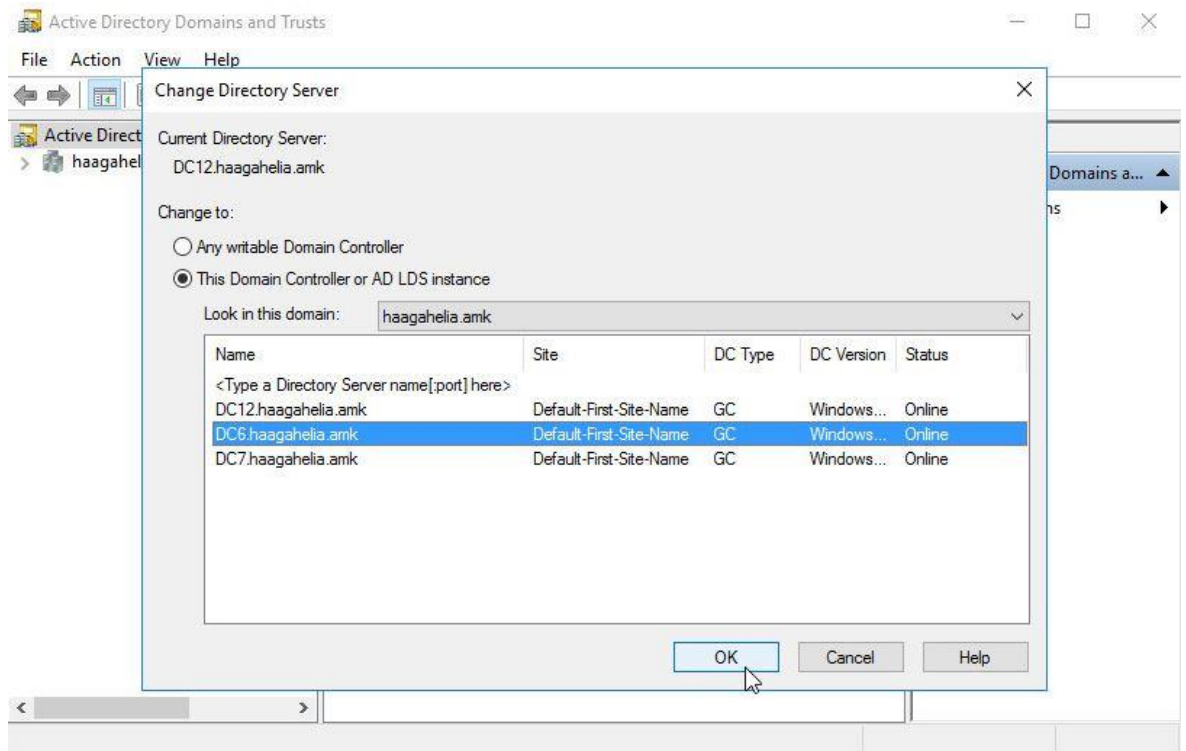 Active Directory Domains and Trusts
File Action View Help
Change Directory Server
Active Direct
haagahel
Current Directory Server:
DC12.haagahelia.amk
Domains a...
Change to:
ns
Any writable Domain Controller
This Domain Controller or AD LDS instance
Look in this domain: haagahelia.amk
Name Site DC Type DC Version Status
<Type a Directory Server name[:port] here>
DC12.haagahelia.amk Default-First-Site-Name GC Windows... Online
DC6.haagahelia.amk Default-First-Site-Name GC Windows... Online
DC7.haagahelia.amk Default-First-Site-Name GC Windows... Online
OK Cancel Help